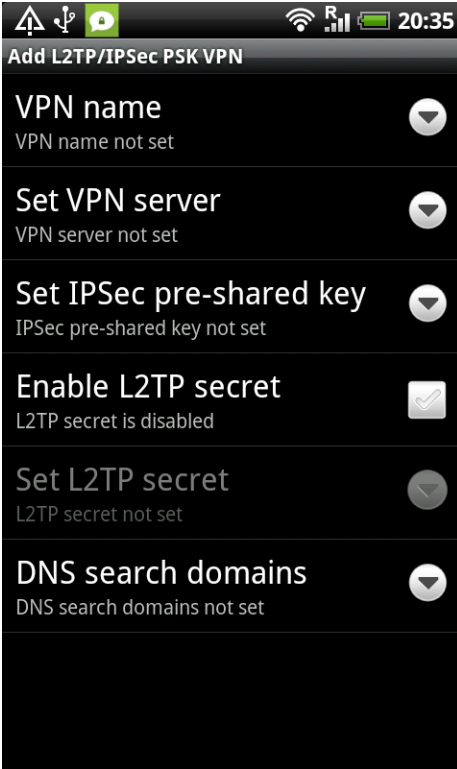 R 20:35
Add L2TP/IPSec PSK VPN
VPN name
VPN name not set
Set VPN server
VPN server not set
Set IPSec pre-shared key
IPSec pre-shared key not set
Enable L2TP secret
L2TP secret is disabled
Set L2TP secret
L2TP secret not set
DNS search domains
DNS search domains not set